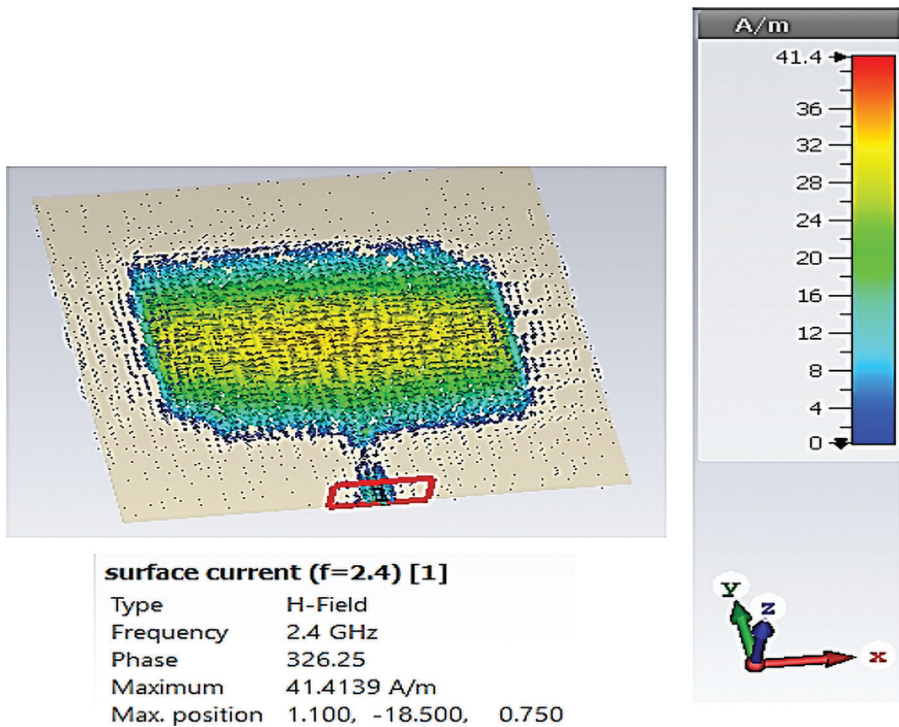 A/m
41.4
36
32
28
24
20
16
12
8
4
0
1
surface current (f=2.4) [1]
Type H-Field
Frequency 2.4 GHz
Phase 326.25
Maximum 41.4139 A/m
Max. position 1.100, -18.500, 0.750
Y
z
x